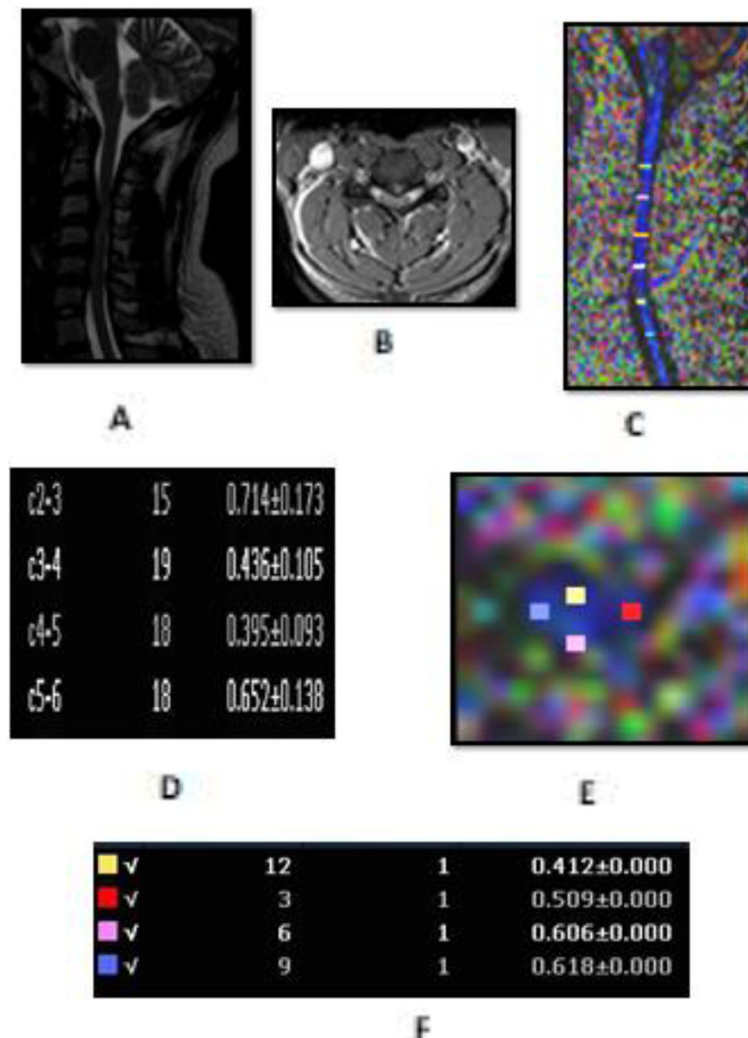 A
B
C
c2-3 15 0.714±0.173
c3-4 19 0.436±0.105
c4-5 18 0.395±0.093
c5-6 18 0.652±0.138
D
E
√ 12 1 0.412±0.000
√ 3 1 0.509±0.000
√ 6 1 0.606±0.000
√ 9 1 0.618±0.000
F